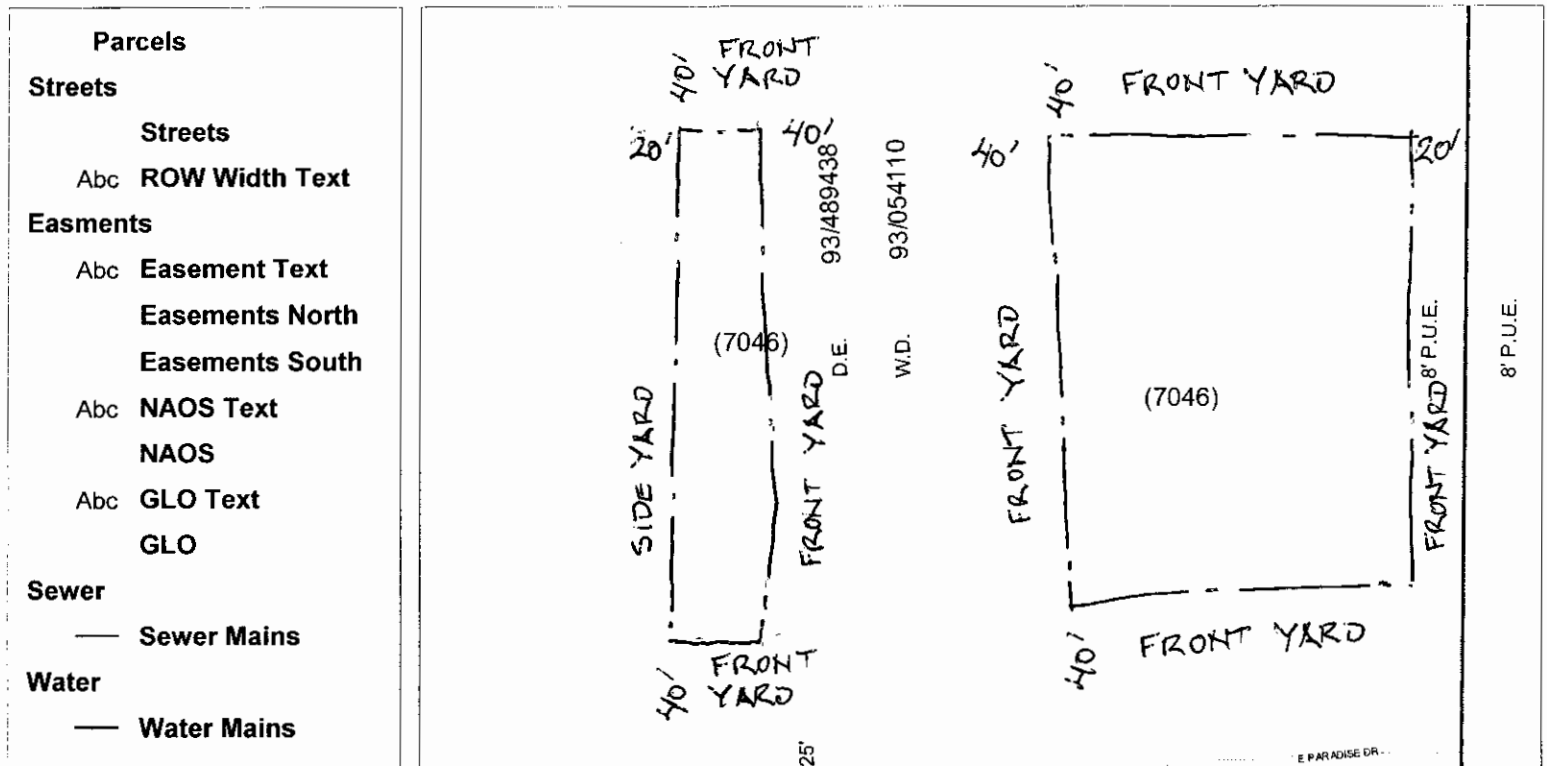 Parcels
Streets
Streets
Abc ROW Width Text
Easments
Abc Easement Text
Easements North
Easements South
Abc NAOS Text
NAOS
Abc GLO Text
GLO
Sewer
Sewer Mains
Water
Water Mains
40'
FRONT
YARD
20'
40'
SIDE YARD
(7046)
FRONT YARD
D.E.
93/489438
W.D.
93/054110
40'
FRONT
YARD
25'
40'
FRONT YARD
40'
20'
FRONT YARD
(7046)
FRONT YARD
8' P.U.E.
8' P.U.E.
40'
FRONT YARD
E PARADISE DR